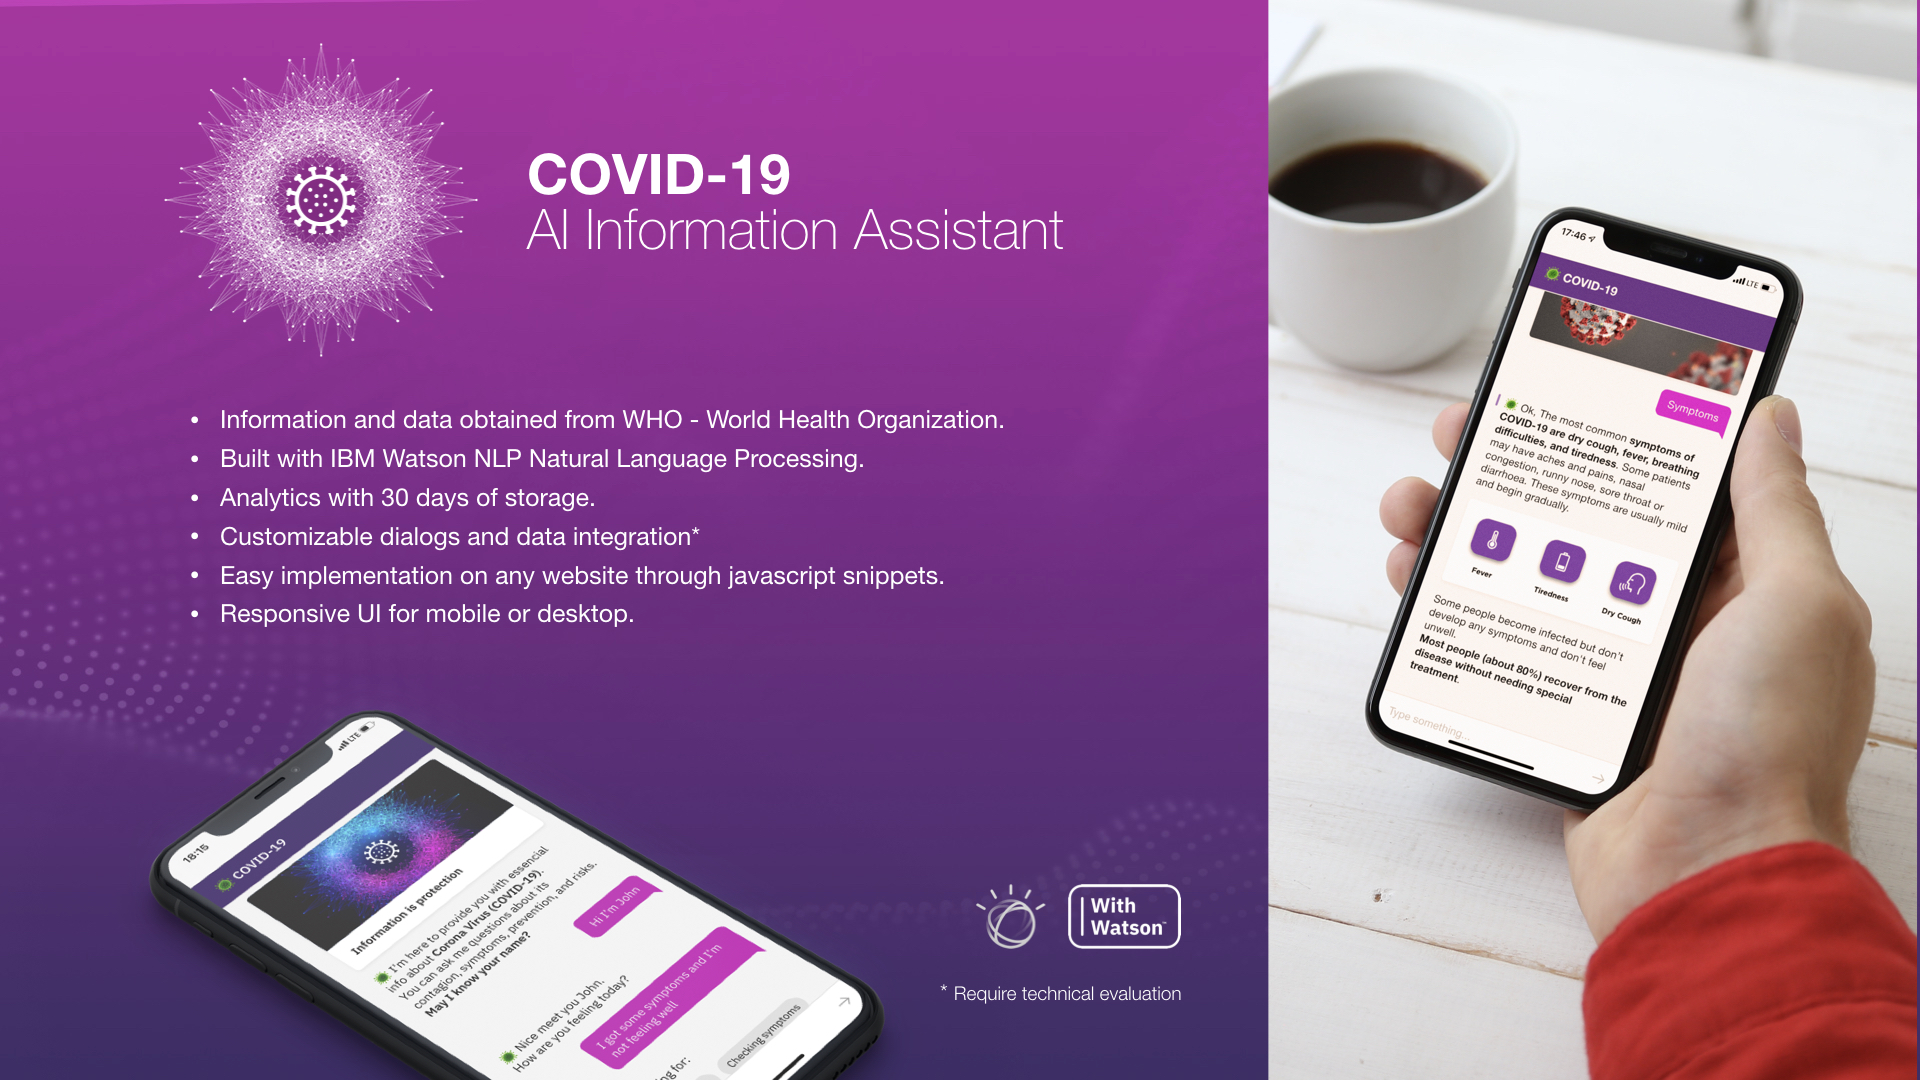 COVID-19
AI Information Assistant
• Information and data obtained from WHO - World Health Organization.
• Built with IBM Watson NLP Natural Language Processing.
• Analytics with 30 days of storage.
• Customizable dialogs and data integration*
• Easy implementation on any website through javascript snippets.
• Responsive UI for mobile or desktop.
18:15
LTE
COVID-19
Information is protection
I'm here to provide you with essencial
info about Corona Virus (COVID-19).
You can ask me questions about its
contagion, symptoms, prevention, and risks.
May I know your name?
Hi I'm John
Nice meet you John.
How are you feeling today?
I got some symptoms and I'm
not feeling well
ng for:
Checking symptoms
With
Watson™
* Require technical evaluation
17:46
LTE
COVID-19
Symptoms
Ok, The most common symptoms of
COVID-19 are dry cough, fever, breathing
difficulties, and tiredness. Some patients
may have aches and pains, nasal
congestion, runny nose, sore throat or
diarrhoea. These symptoms are usually mild
and begin gradually.
Fever
Tiredness
Dry Cough
Some people become infected but don't
develop any symptoms and don't feel
unwell.
Most people (about 80%) recover from the
disease without needing special
treatment.
Type something...